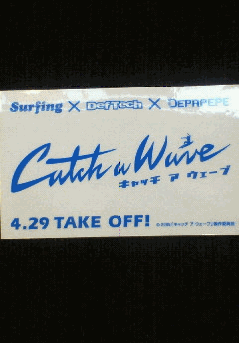 Surfing × DefTech × DEPAPEPE
Catch a Wave
キャッチ ア ウェーブ
4.29 TAKE OFF!